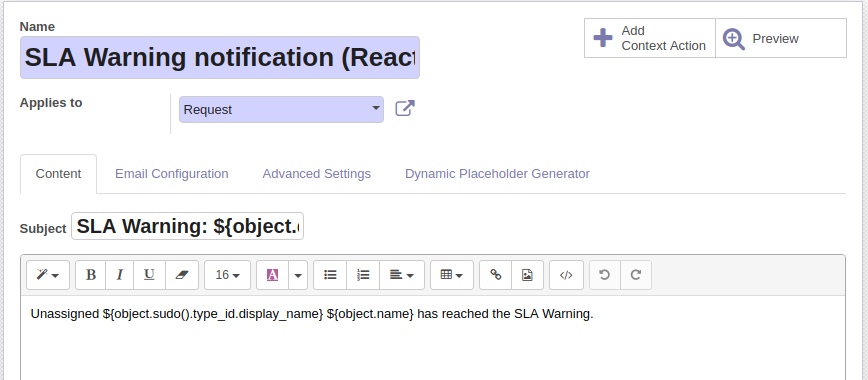 Name
SLA Warning notification (React
Add
Context Action
Preview
Applies to
Request
Content Email Configuration Advanced Settings Dynamic Placeholder Generator
Subject SLA Warning: ${object.
B I U 16 A </>
Unassigned ${object.sudo().type_id.display_name} ${object.name} has reached the SLA Warning.